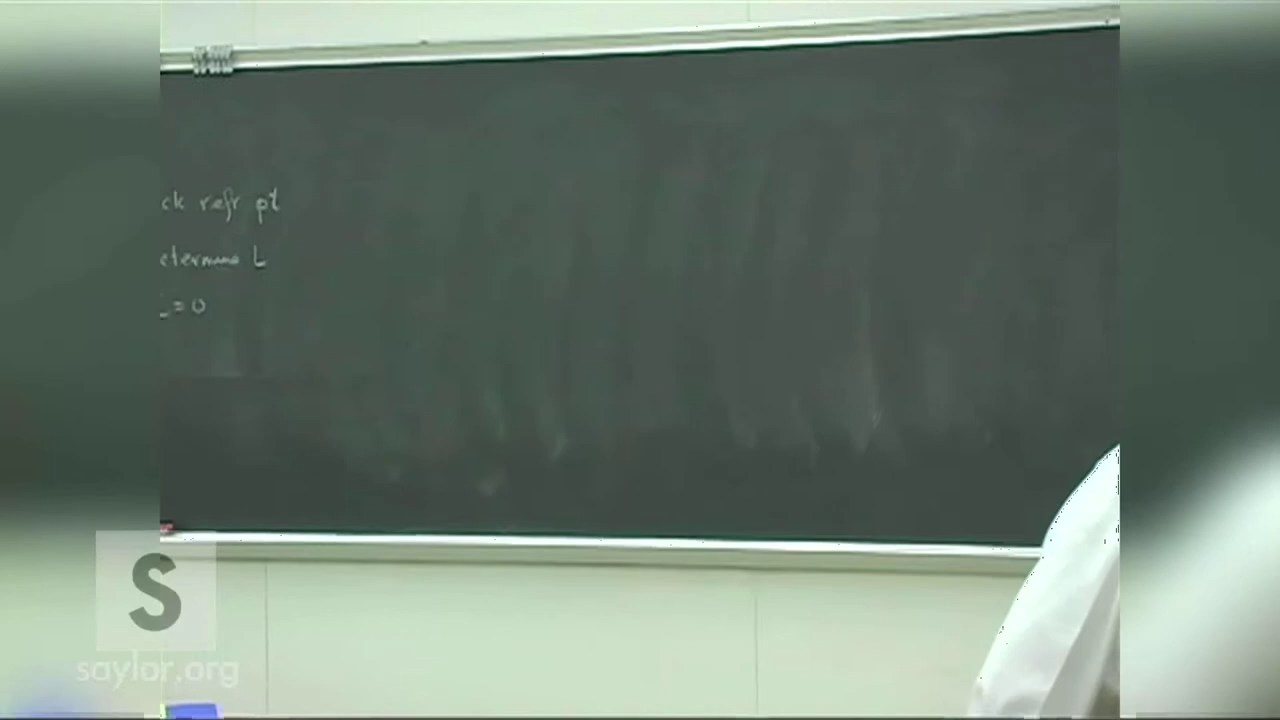 ck refr pt
etermine L
=0
S
saylor.org